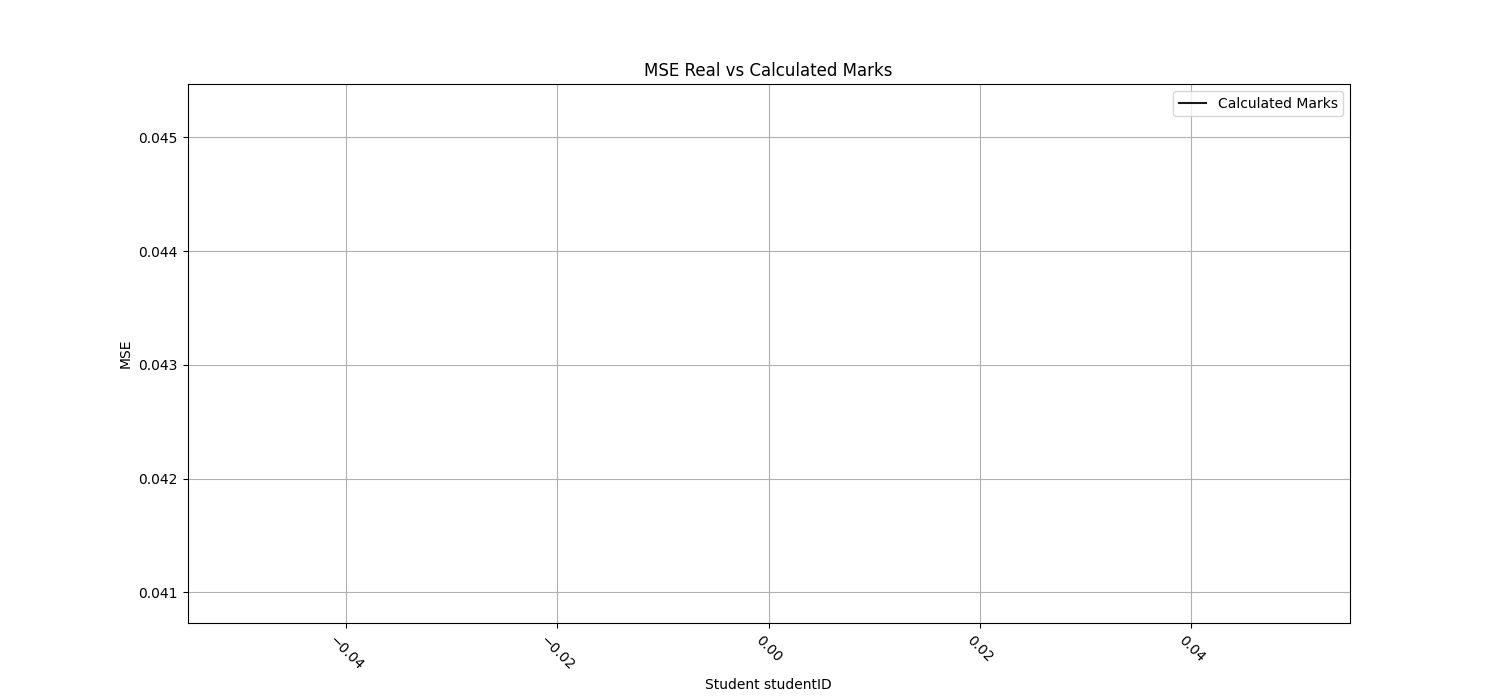 MSE Real vs Calculated Marks
Calculated Marks
0.045
0.044
0.043
0.042
0.041
MSE
−0.04
−0.02
0.00
0.02
0.04
Student studentID